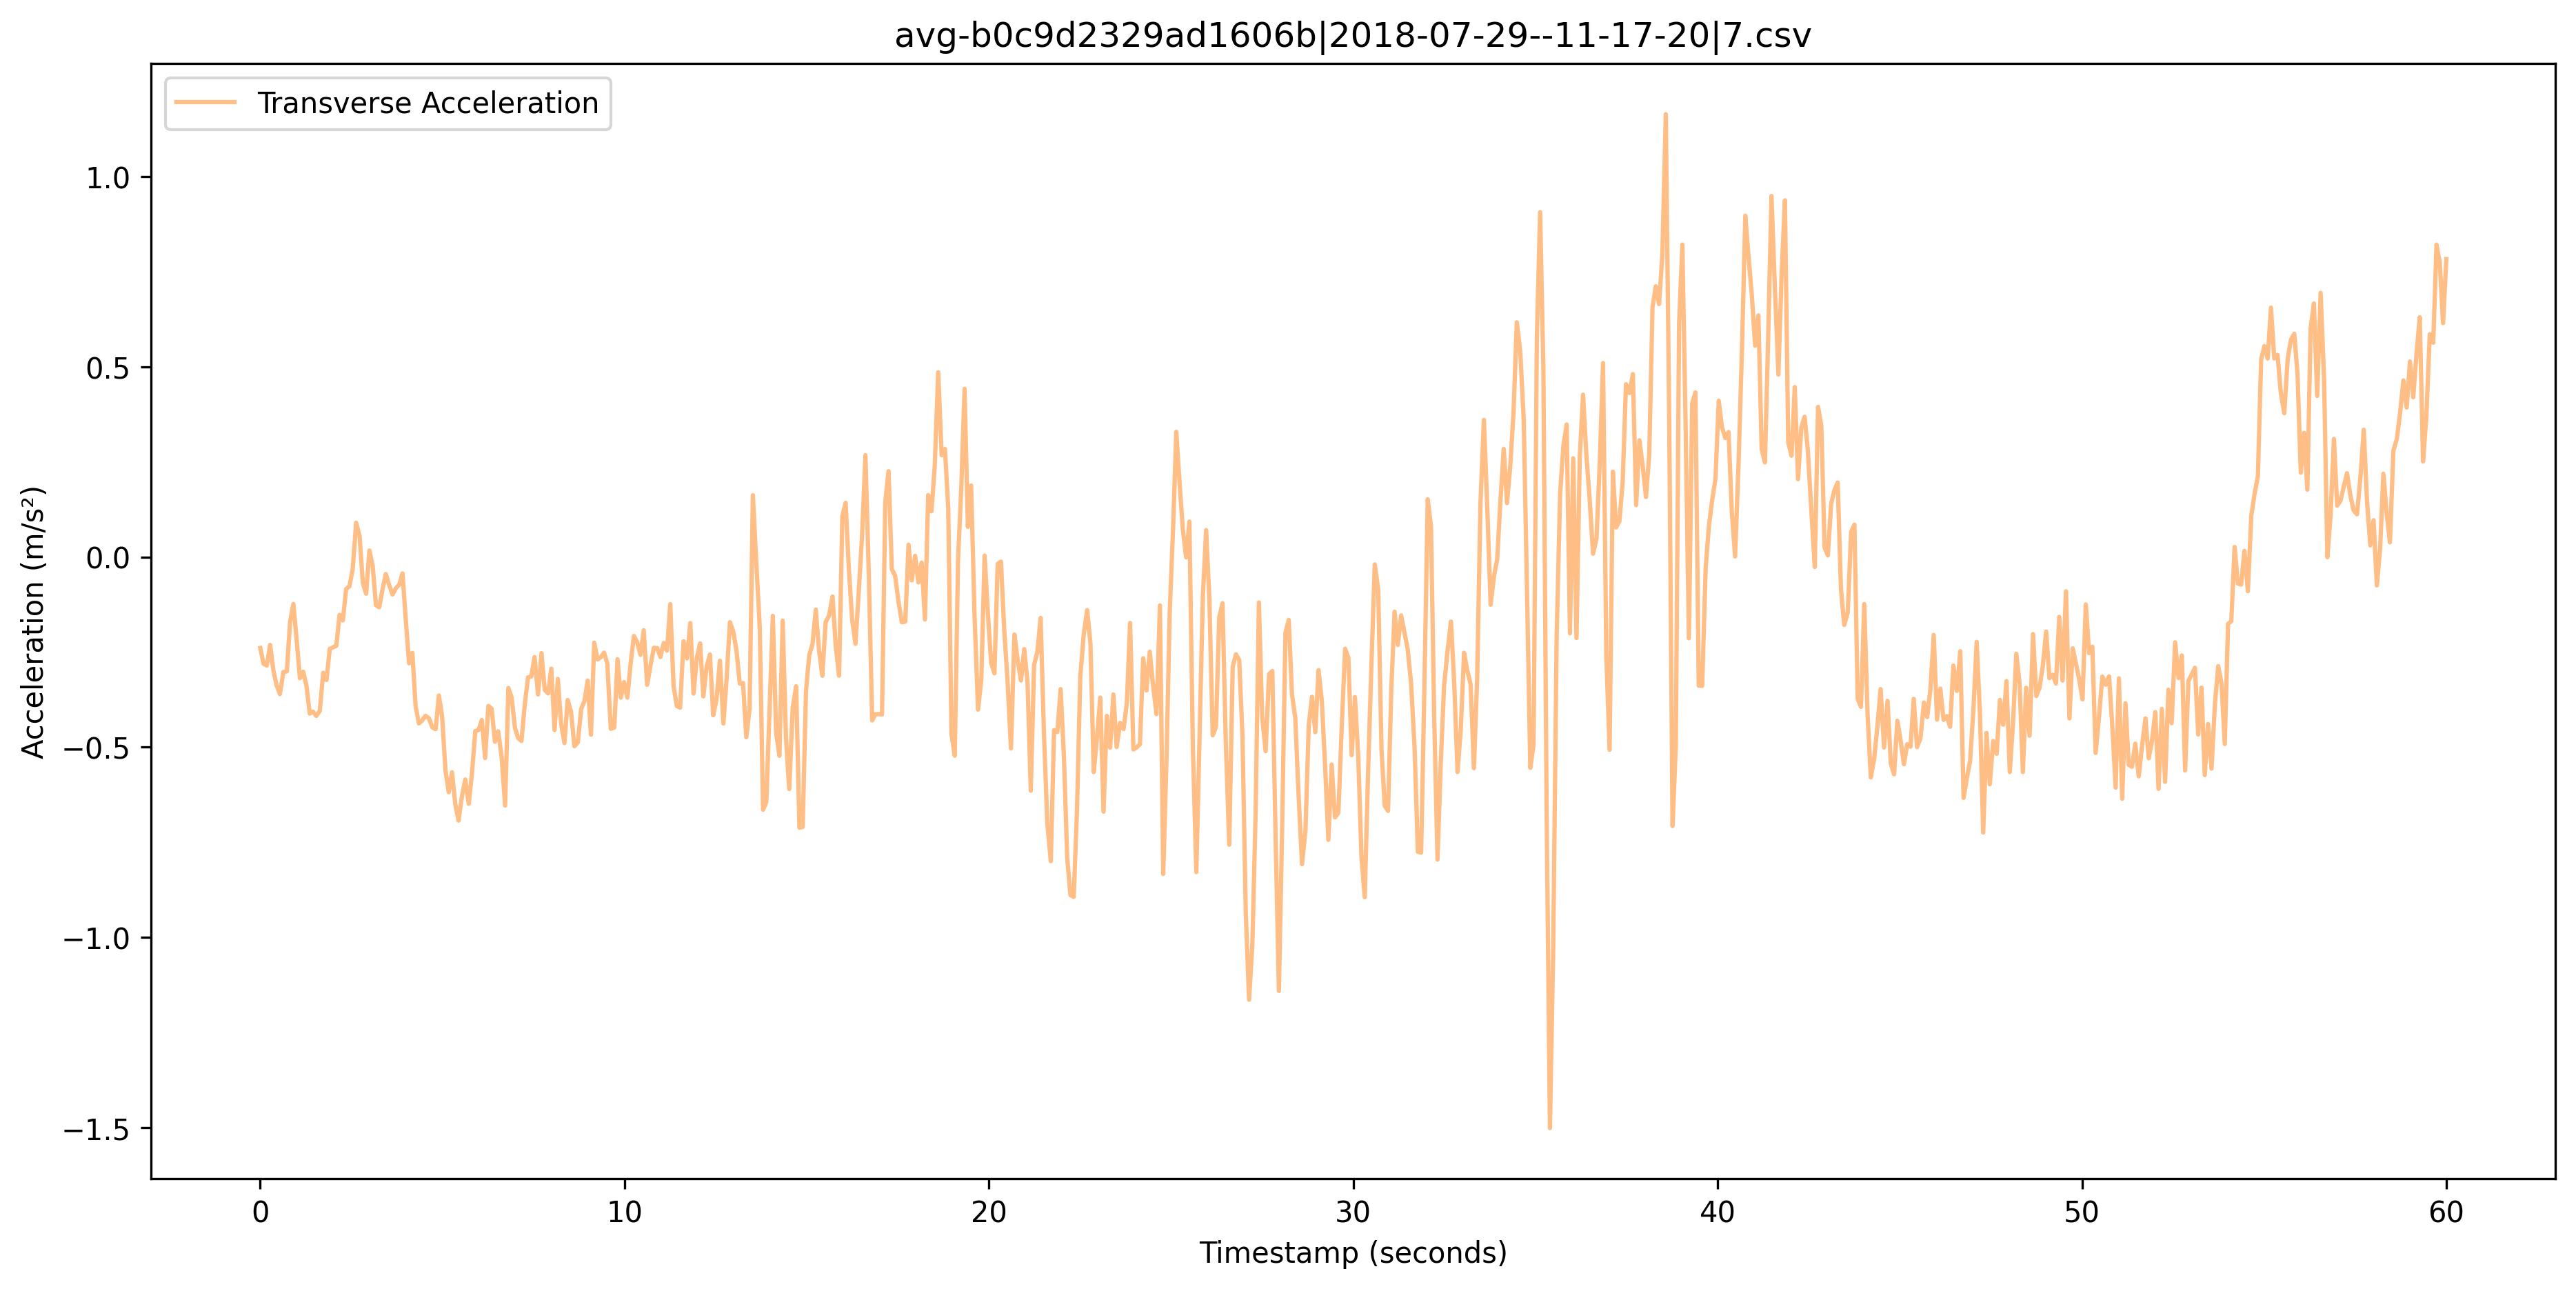 avg-b0c9d2329ad1606b|2018-07-29--11-17-20|7.csv
Transverse Acceleration
1.0
0.5
0.0
−0.5
−1.0
−1.5
Acceleration (m/s²)
0 10 20 30 40 50 60
Timestamp (seconds)